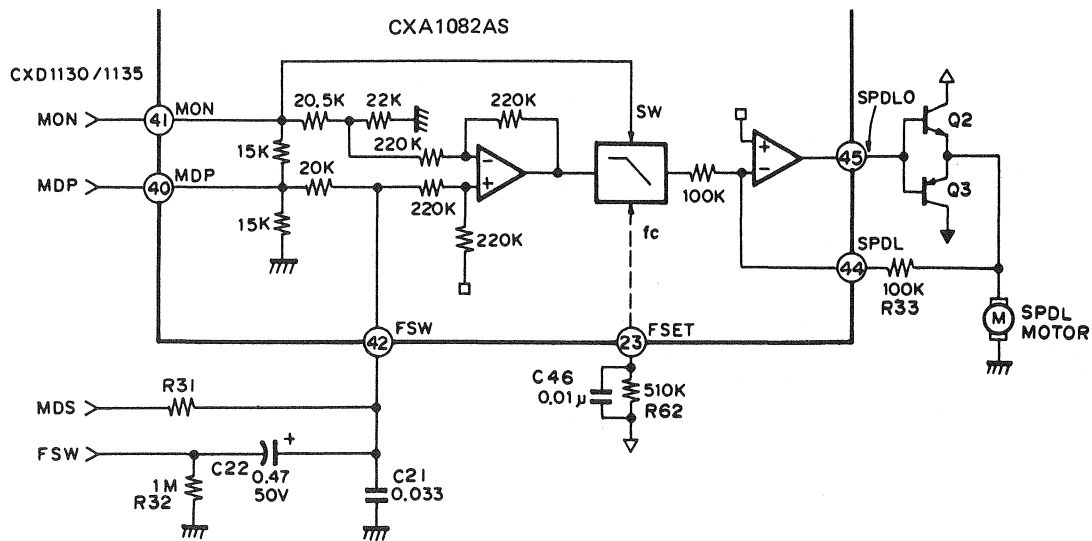 CXA1082AS
CXD1130/1135
MON
41
MON
20.5K
22K
220K
SW
SPDLO
Q2
15K
220K
+
-
45
MDP
40
MDP
20K
-
+
100K
Q3
15K
220K
220K
fc
SPDL
44
100K
R33
M
SPDL
MOTOR
42
FSW
23
FSET
C46
0.01µ
510K
R62
R31
MDS
FSW
C22
+
0.47
50V
1M
R32
C21
0.033